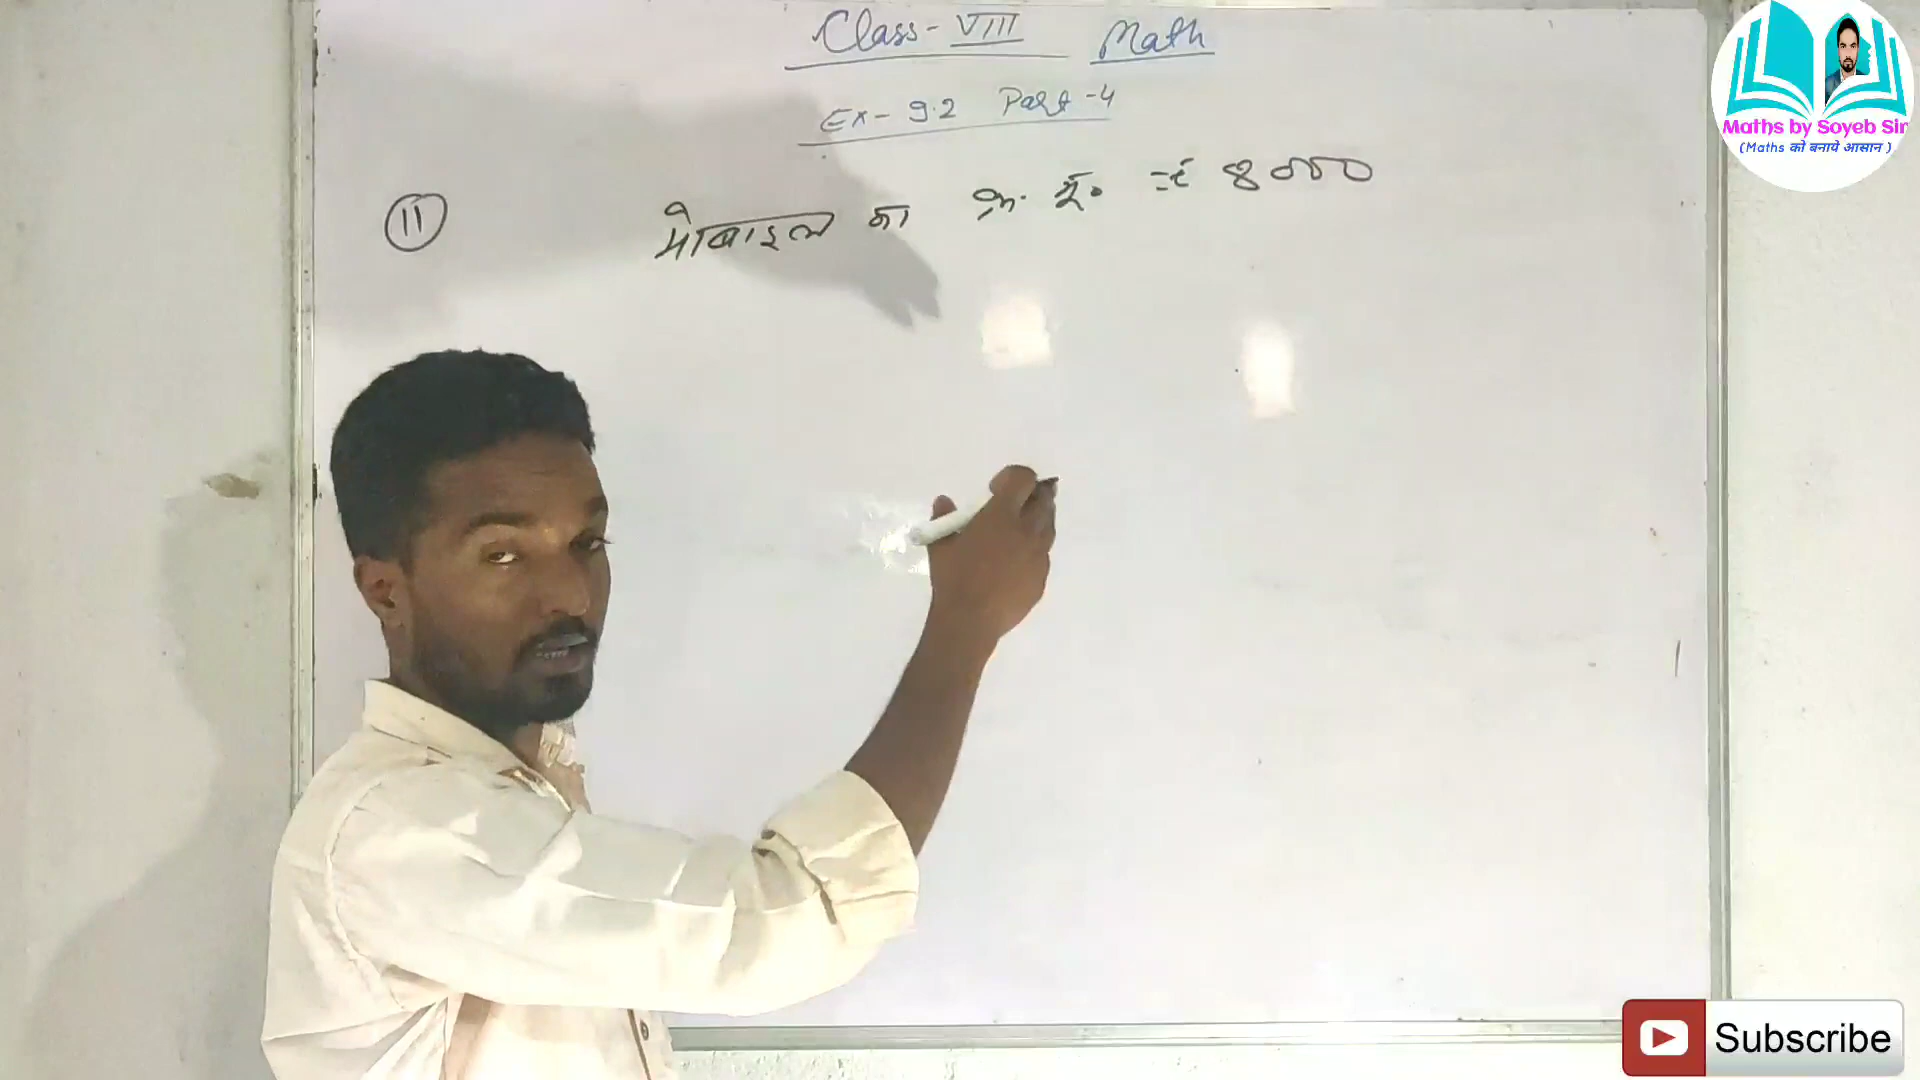 Class - VIII Math
Ex - 9.2 Part - 4
11 मोबाइल का क्र. मू. = ₹ 8000
Maths by Soyeb Sir
(Maths को बनाये आसान)
Subscribe